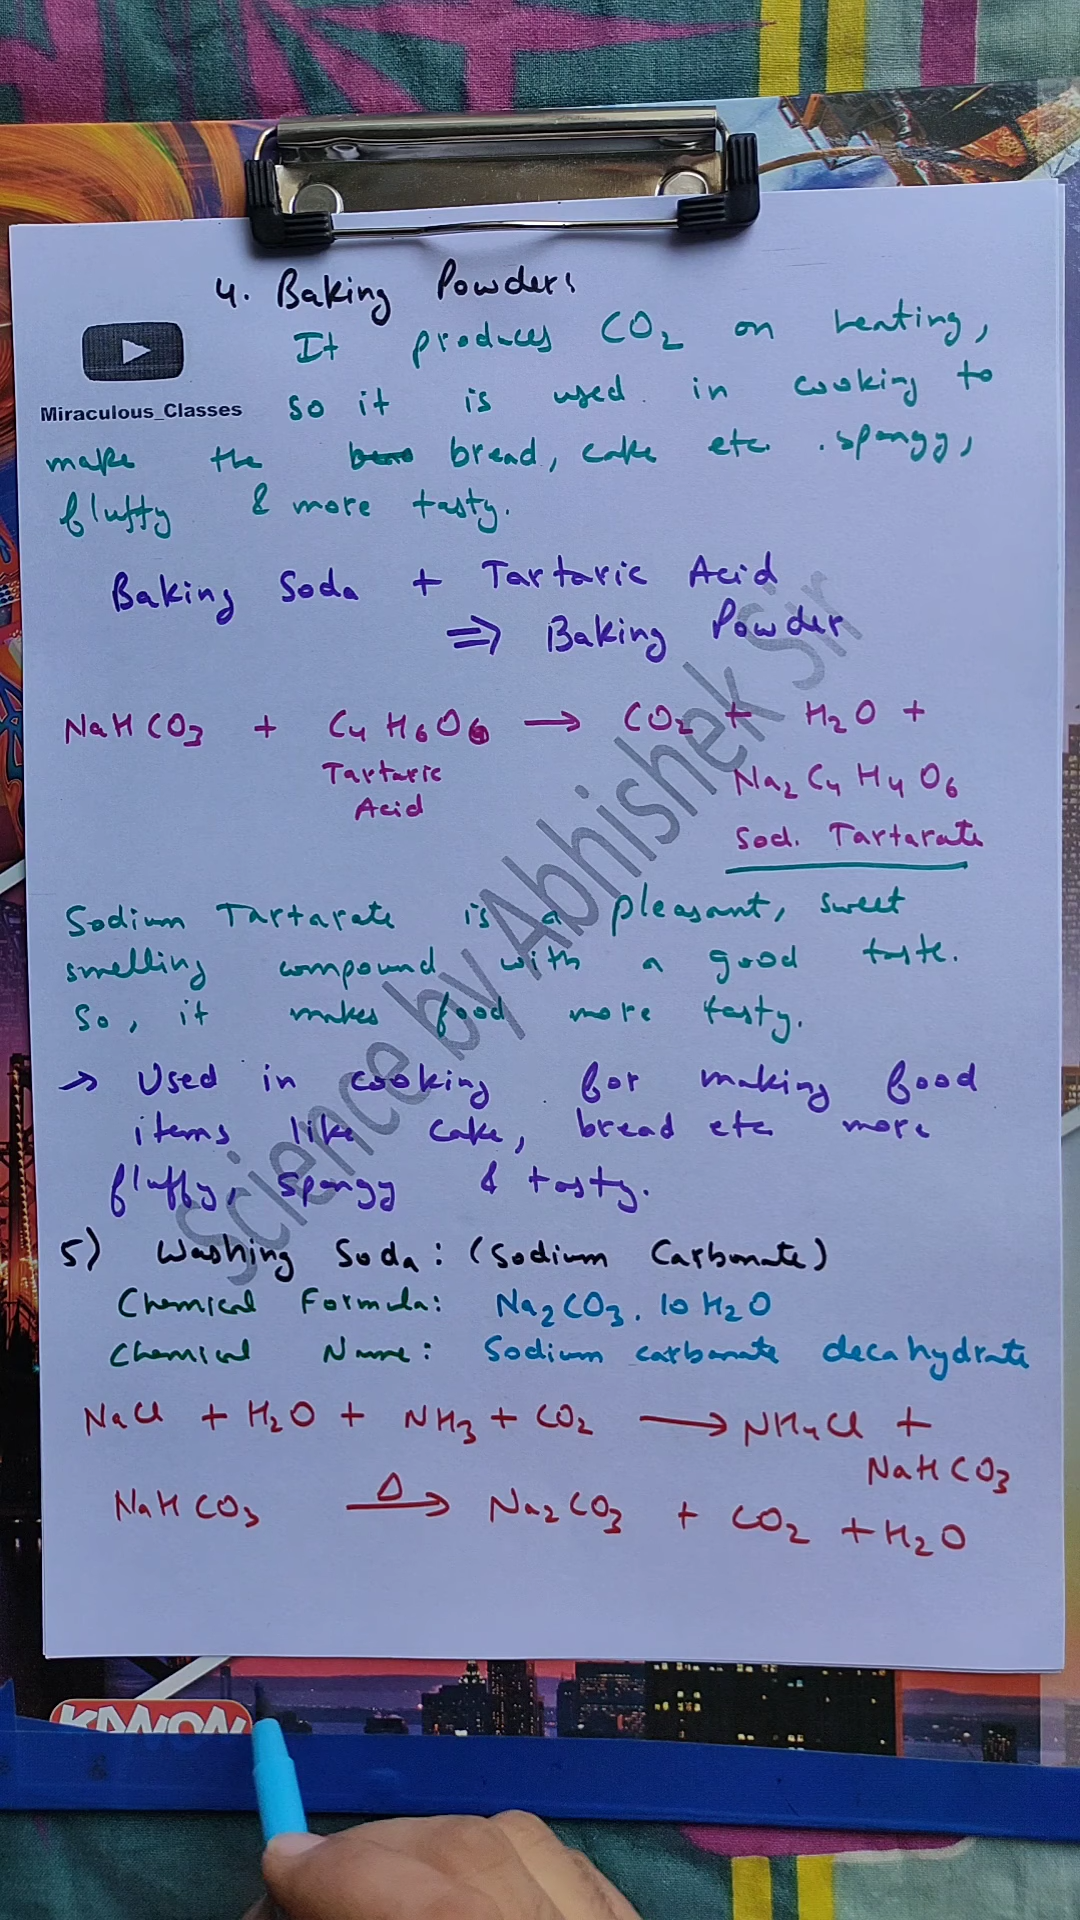 4. Baking Powder:
It produces CO2 on heating,
Miraculous_Classes
so it is used in cooking to
make the bread, cake etc. spongy,
fluffy & more tasty.
Baking Soda + Tartaric Acid
⇒ Baking Powder
NaHCO3 + C4H6O6 → CO2 + H2O +
Tartaric Acid
Na2C4H4O6
Sod. Tartarate
Sodium Tartarate is a pleasant, sweet
smelling compound with a good taste.
So, it makes food more tasty.
→ Used in cooking for making food
items like cake, bread etc more
fluffy, spongy & tasty.
Science by Abhishek Sir
5) Washing Soda: (Sodium Carbonate)
Chemical Formula: Na2CO3.10H2O
Chemical Name: Sodium carbonate decahydrate
NaCl + H2O + NH3 + CO2 → NH4Cl +
NaHCO3
NaHCO3 Δ→ Na2CO3 + CO2 + H2O